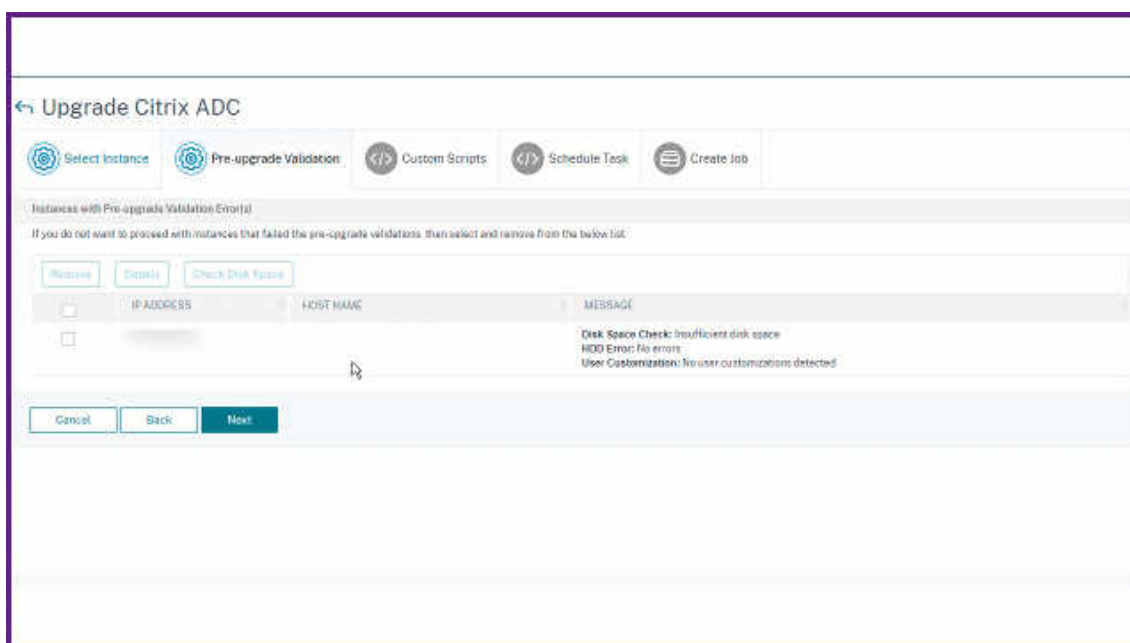 Upgrade Citrix ADC
Select Instance
Pre-upgrade Validation
Custom Scripts
Schedule Task
Create Job
Instances with Pre-upgrade Validation Error(s)
If you do not want to proceed with instances that failed the pre-upgrade validations, then select and remove from the below list
Remove
Details
Check Disk Space
IP ADDRESS
HOST NAME
MESSAGE
Disk Space Check: Insufficient disk space
HDD Error: No errors
User Customization: No user customizations detected
Cancel
Back
Next